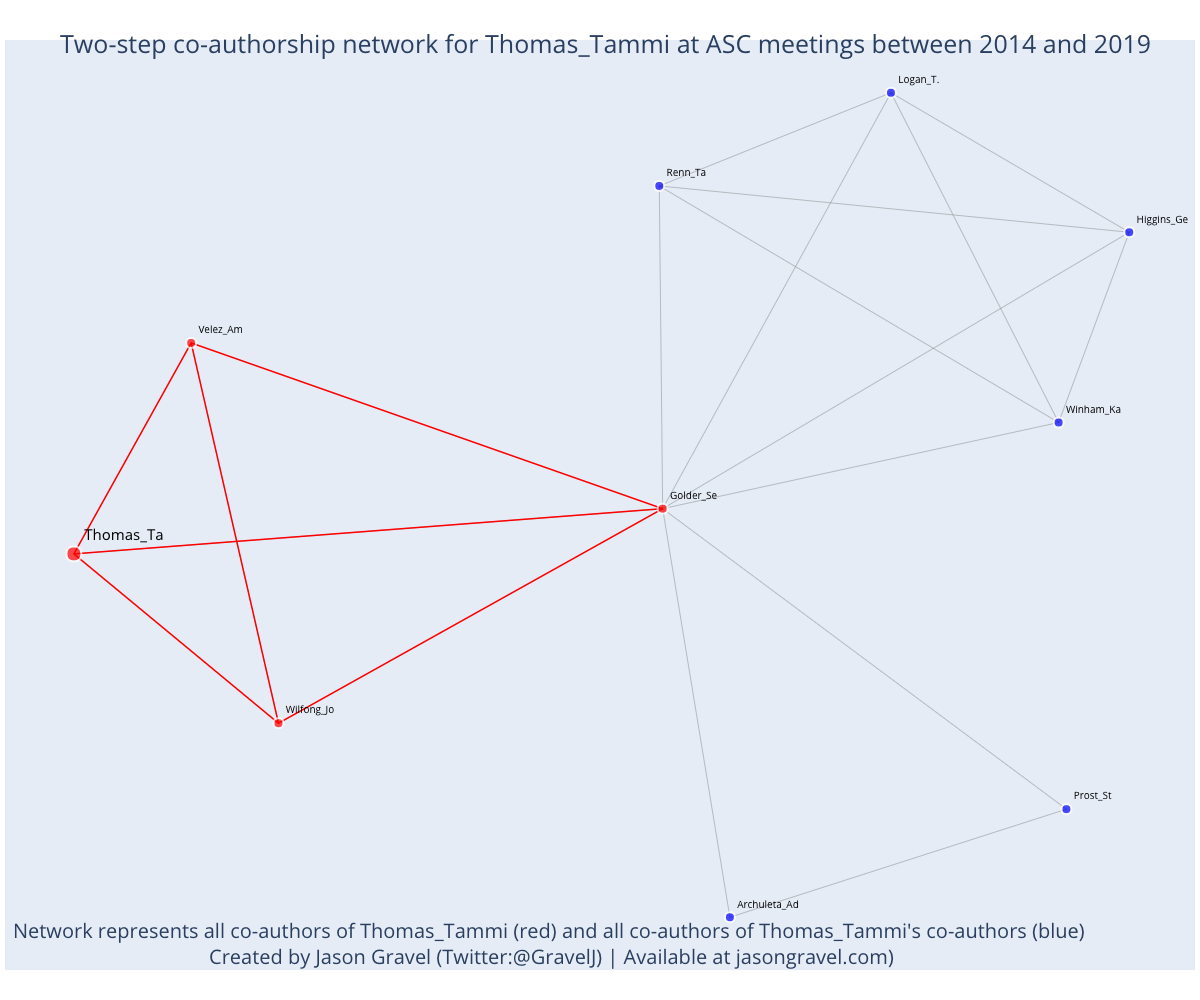 Two-step co-authorship network for Thomas_Tammi at ASC meetings between 2014 and 2019
Logan_T.
Renn_Ta
Higgins_Ge
Velez_Am
Winham_Ka
Golder_Se
Thomas_Ta
Wilfong_Jo
Prost_St
Archuleta_Ad
Network represents all co-authors of Thomas_Tammi (red) and all co-authors of Thomas_Tammi's co-authors (blue)
Created by Jason Gravel (Twitter:@GravelJ) | Available at jasongravel.com)